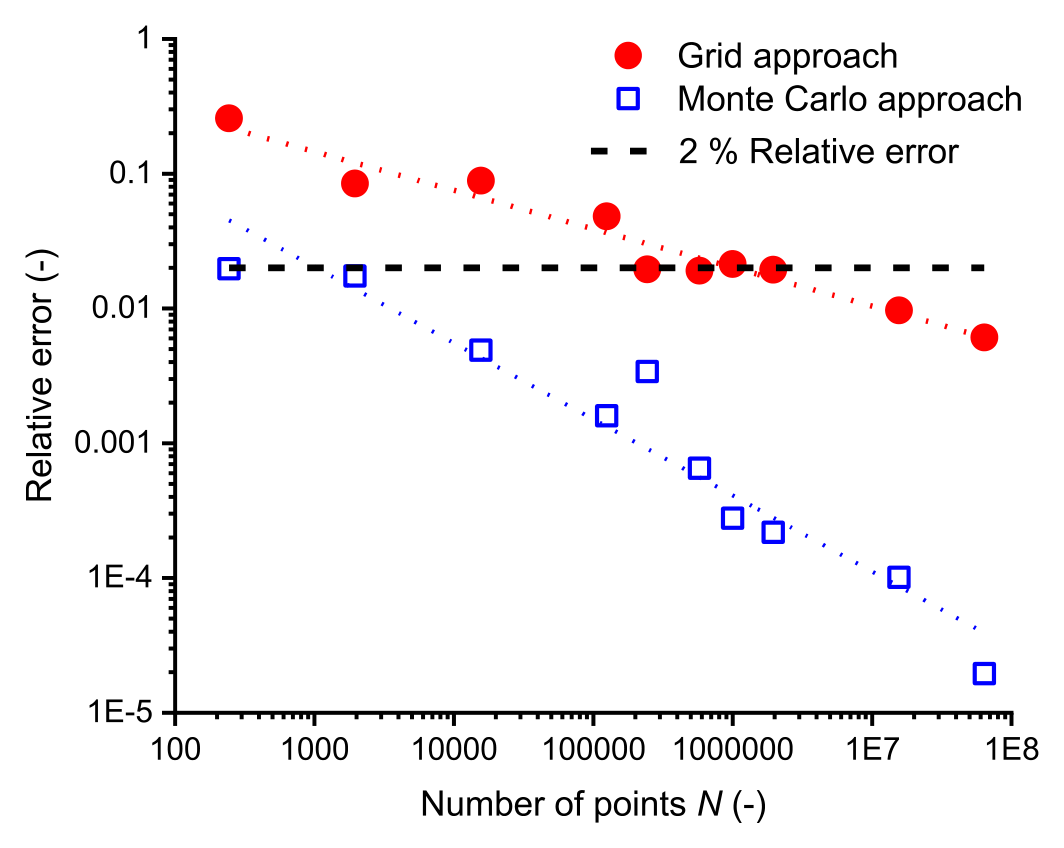 Grid approach
Monte Carlo approach
2 % Relative error
1
0.1
0.01
0.001
1E-4
1E-5
Relative error (-)
100 1000 10000 100000 1000000 1E7 1E8
Number of points N (-)